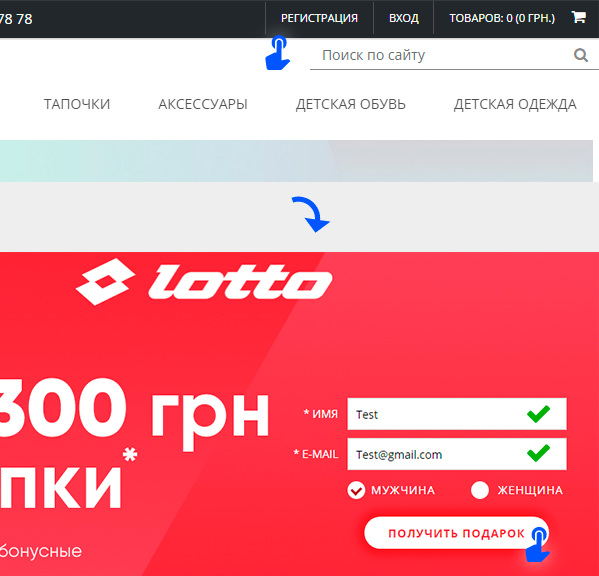 78 78 РЕГИСТРАЦИЯ ВХОД ТОВАРОВ: 0 (0 ГРН.)
Поиск по сайту
ТАПОЧКИ АКСЕССУАРЫ ДЕТСКАЯ ОБУВЬ ДЕТСКАЯ ОДЕЖДА
lotto
300 грн
пки*
бонусные
* ИМЯ Test
* E-MAIL Test@gmail.com
МУЖЧИНА ЖЕНЩИНА
ПОЛУЧИТЬ ПОДАРОК